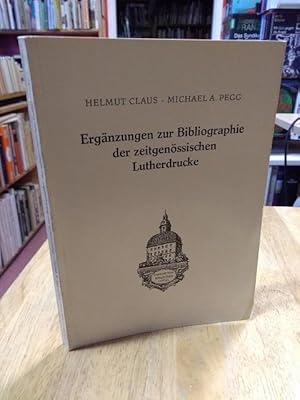 HELMUT CLAUS - MICHAEL A. PEGG
Ergänzungen zur Bibliographie
der zeitgenössischen
Lutherdrucke